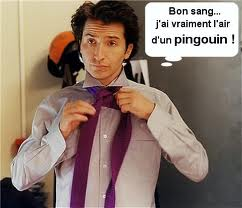 Bon sang...
j'ai vraiment l'air
d'un pingouin !